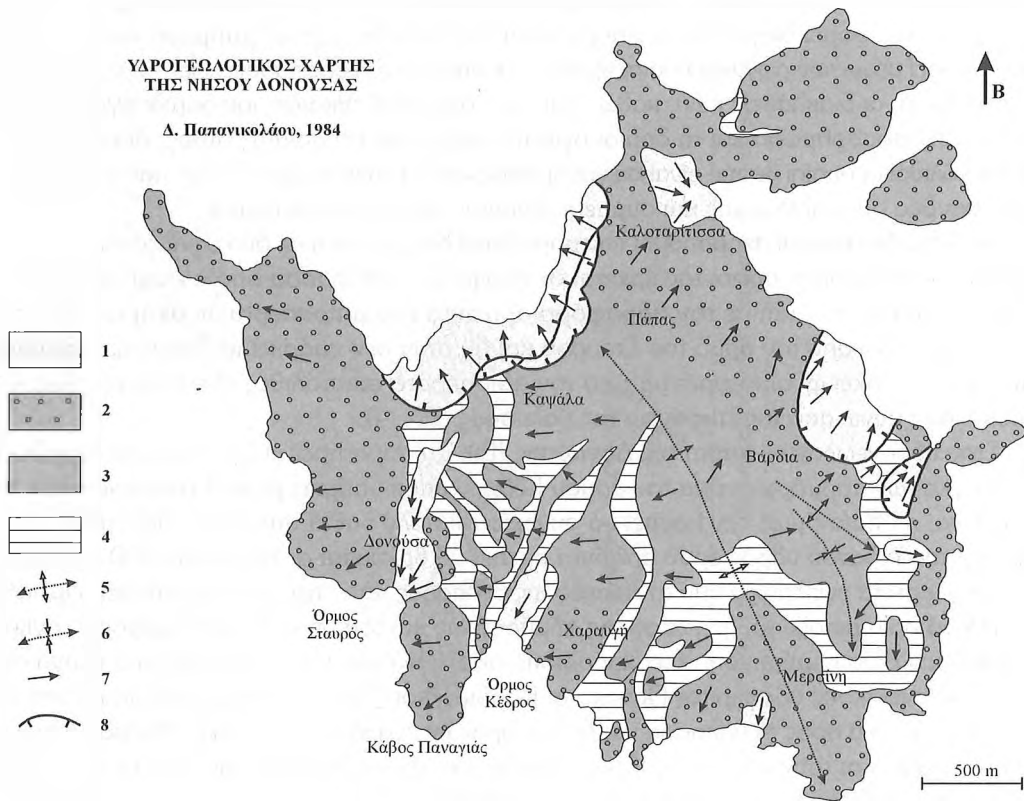 ΥΔΡΟΓΕΩΛΟΓΙΚΟΣ ΧΑΡΤΗΣ
ΤΗΣ ΝΗΣΟΥ ΔΟΝΟΥΣΑΣ
Δ. Παπανικολάου, 1984
Β
Καλοταρίτισσα
Πάπας
Καψάλα
Βάρδια
Δονούσα
Όρμος
Σταυρός
Χαραυγή
Μερσίνη
Όρμος
Κέδρος
Κάβος Παναγιάς
500 m
1
2
3
4
5
6
7
8